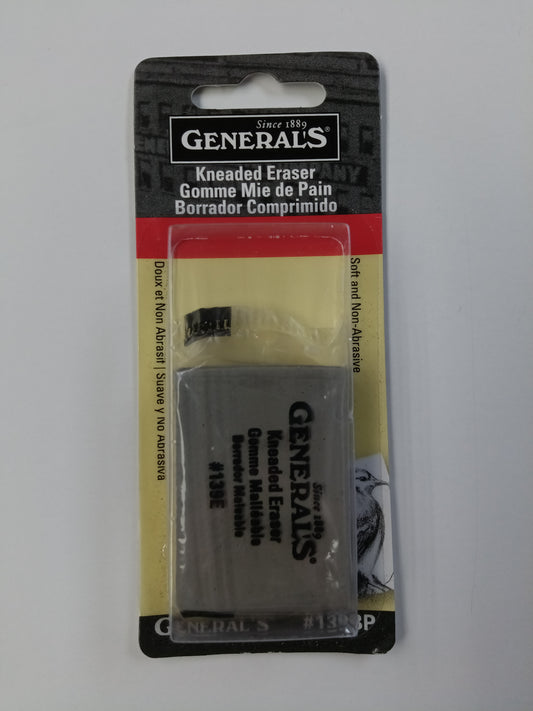 Since 1889
GENERAL'S®
Kneaded Eraser
Gomme Mie de Pain
Borrador Comprimido
Doux et Non Abrasif | Suave y No Abrasiva
Soft and Non-Abrasive
Since 1889
GENERAL'S®
Kneaded Eraser
Gomme Malléable
Borrador Maleable
#139E
GENERAL'S